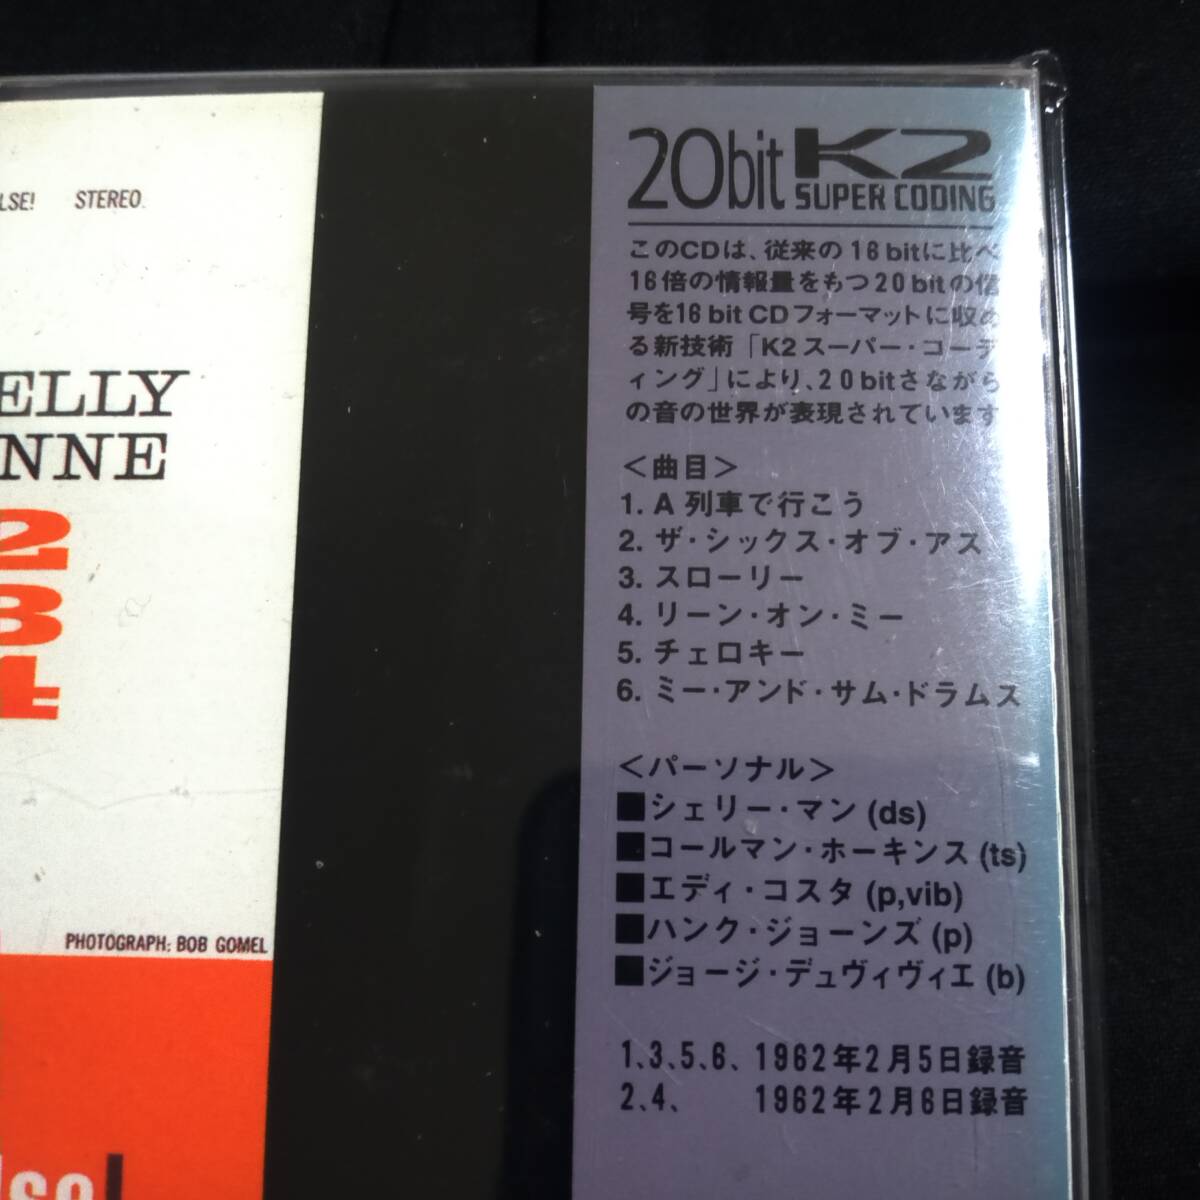 LSE! STEREO
ELLY
NNE
2
3
4
PHOTOGRAPH: BOB GOMEL
lse!
20bit K2
SUPER CODING
このCDは、従来の16bitに比べ
16倍の情報量をもつ20bitの信
号を16 bit CDフォーマットに収め
る新技術「K2スーパー・コーデ
ィング」により、20bitさながら
の音の世界が表現されています
＜曲目＞
1. A 列車で行こう
2. ザ・シックス・オブ・アス
3. スローリー
4. リーン・オン・ミー
5. チェロキー
6. ミー・アンド・サム・ドラムス
＜パーソナル＞
■シェリー・マン (ds)
■コールマン・ホーキンス (ts)
■エディ・コスタ (p,vib)
■ハンク・ジョーンズ (p)
■ジョージ・デュヴィヴィエ (b)
1、3、5、6、1962年2月5日録音
2、4、 1962年2月6日録音